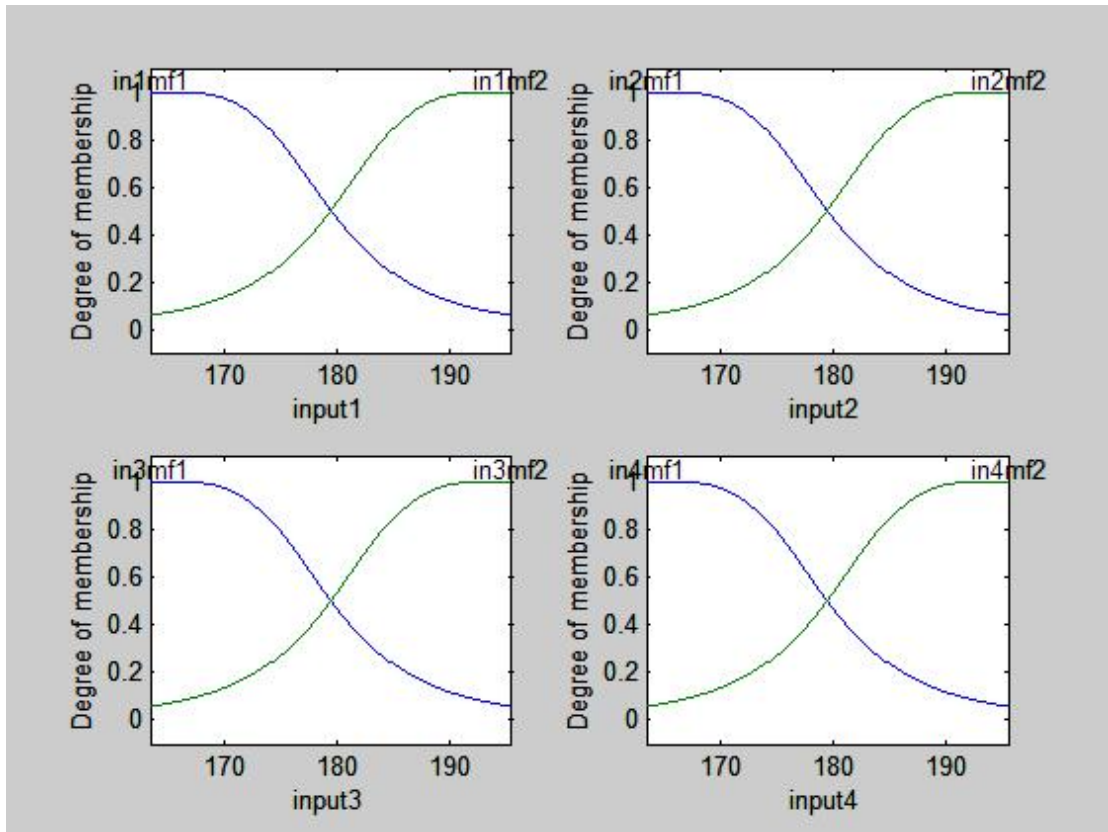 in1mf1 in1mf2
Degree of membership
1
0.8
0.6
0.4
0.2
0
170 180 190
input1
in2mf1 in2mf2
Degree of membership
1
0.8
0.6
0.4
0.2
0
170 180 190
input2
in3mf1 in3mf2
Degree of membership
1
0.8
0.6
0.4
0.2
0
170 180 190
input3
in4mf1 in4mf2
Degree of membership
1
0.8
0.6
0.4
0.2
0
170 180 190
input4